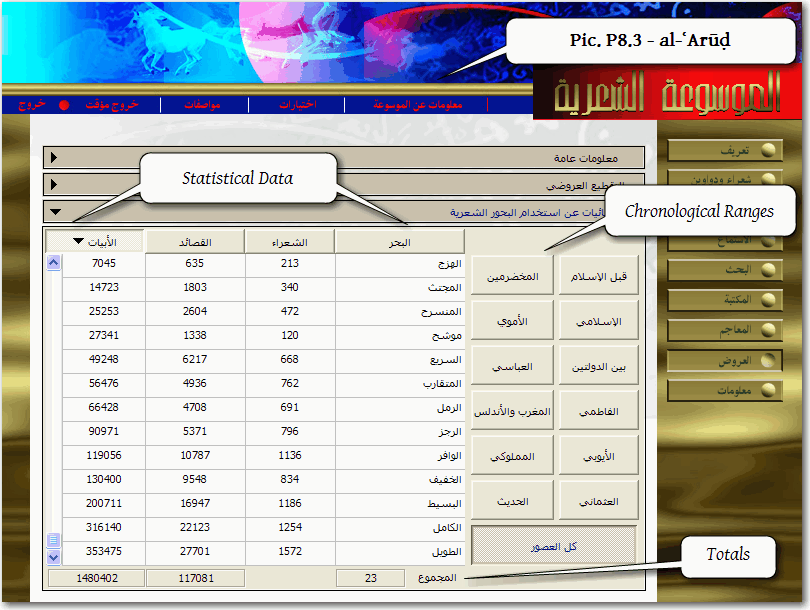 Pic. P8.3 - al-ʿArūḍ
الموسوعة الشعرية
معلومات عن الموسوعة
اختيارات
مواصفات
خروج مؤقت
خروج
معلومات عامة
Statistical Data
التقطيع العروضي
عن استخدام البحور الشعرية
Chronological Ranges
تعريف
شعراء ودواوين
الاستماع
البحث
المكتبة
المعاجم
العروض
معلومات
البحر الشعراء القصائد الأبيات
الهزج 213 635 7045
المجتث 340 1803 14723
المنسرح 472 2604 25253
موشح 120 1338 27341
السريع 668 6217 49248
المتقارب 762 4936 56476
الرمل 691 4708 66428
الرجز 796 5371 90971
الوافر 1136 10787 119056
الخفيف 834 9548 130400
البسيط 1186 16947 200711
الكامل 1254 22123 316140
الطويل 1572 27701 353475
المجموع 23 117081 1480402
قبل الإسلام المخضرمين
الإسلامي الأموي
بين الدولتين العباسي
الفاطمي المغرب والأندلس
الأيوبي المملوكي
العثماني الحديث
كل العصور
Totals